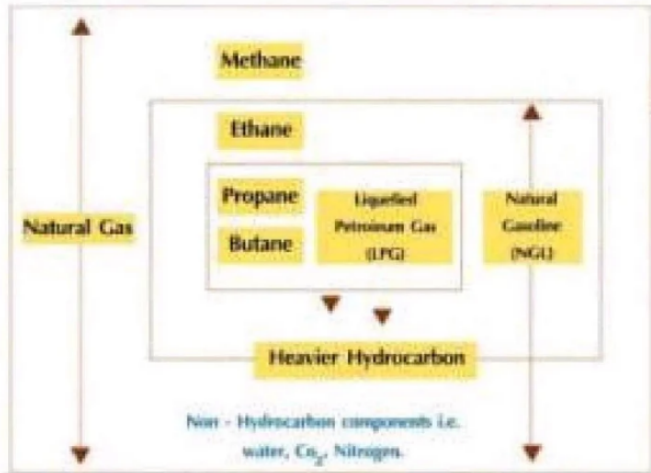 Methane
Ethane
Propane
Butane
Liquefied
Petroinum Gas
(LPG)
Natural
Gasoline
(NGL)
Natural Gas
Heavier Hydrocarbon
Non - Hydrocarbon components i.e.
water, Co₂, Nitrogen.